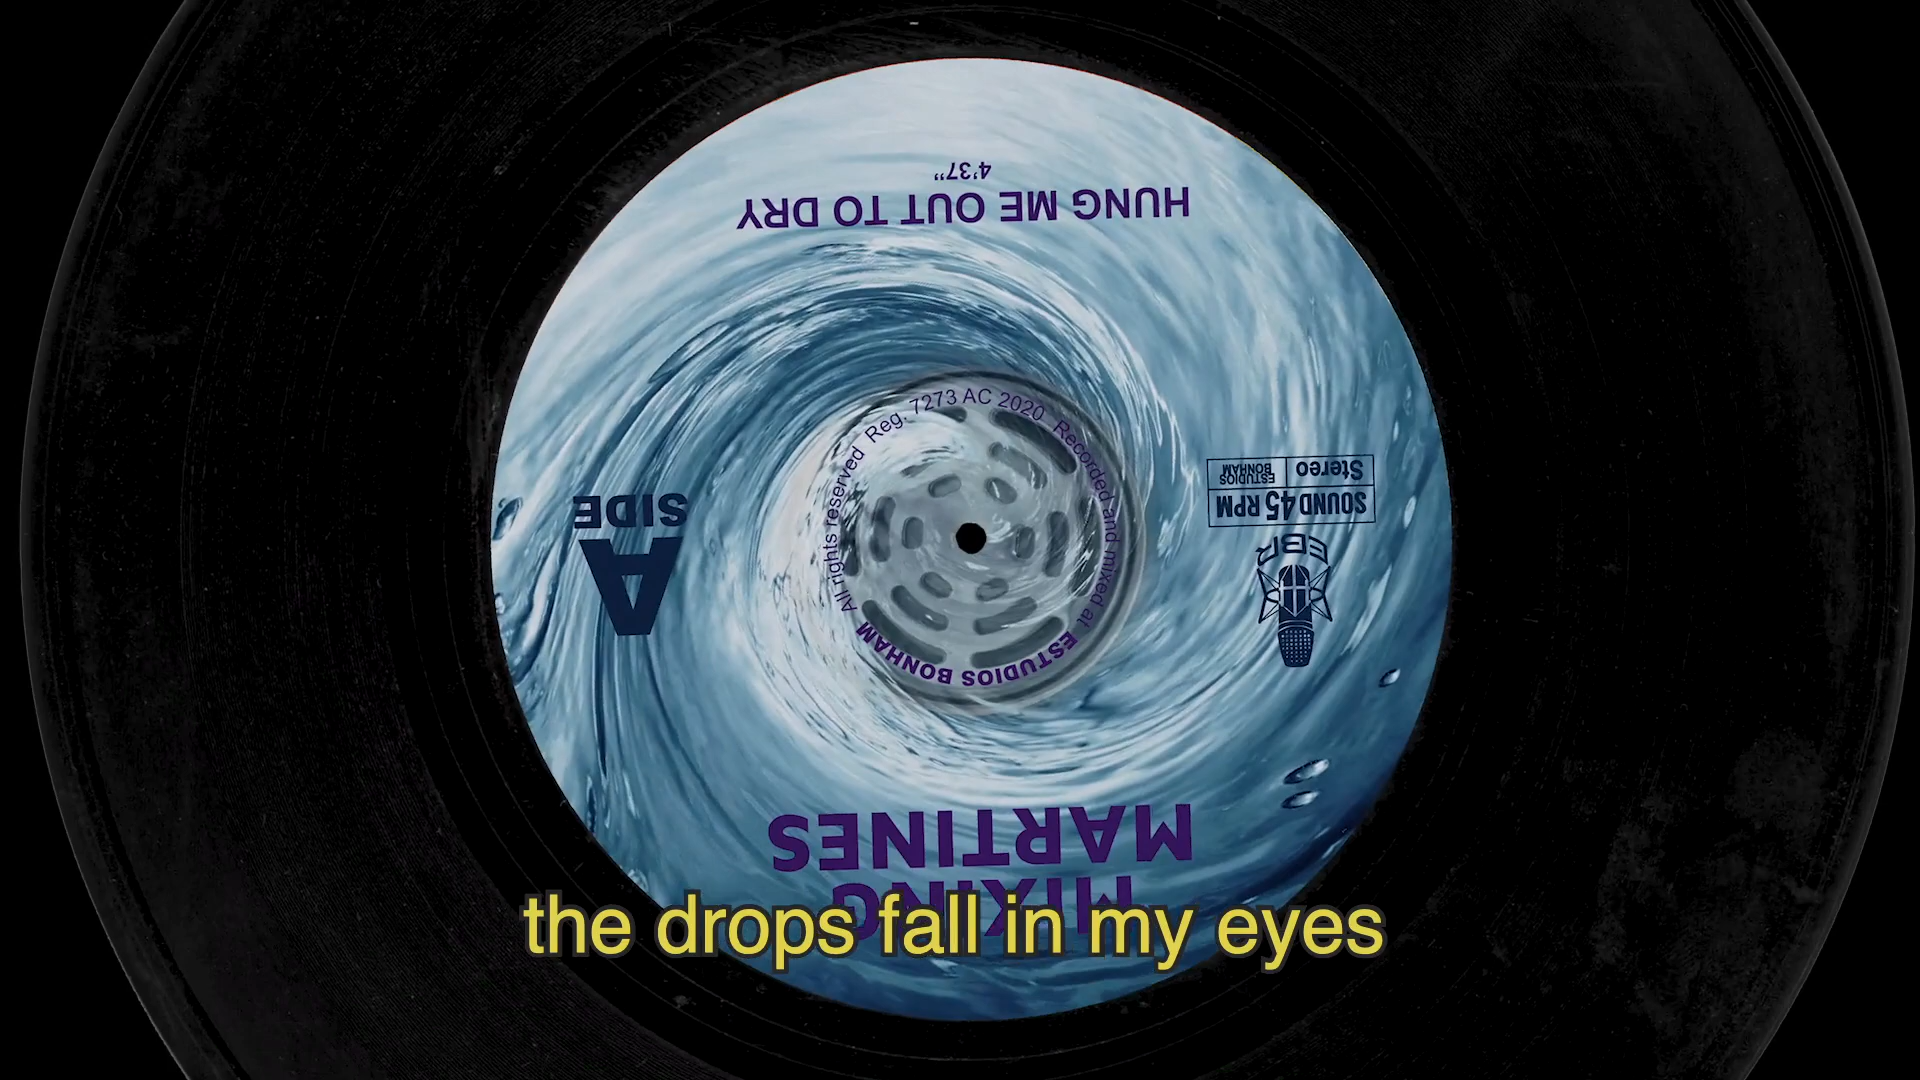 MIXING
MARTINES
A
SIDE
EBR
SOUND 45 RPM
Stereo
ESTUDIOS
BONHAM
All rights reserved Reg. 7273 AC 2020 Recorded and mixed at ESTUDIOS BONHAM
HUNG ME OUT TO DRY
4'37"
the drops fall in my eyes